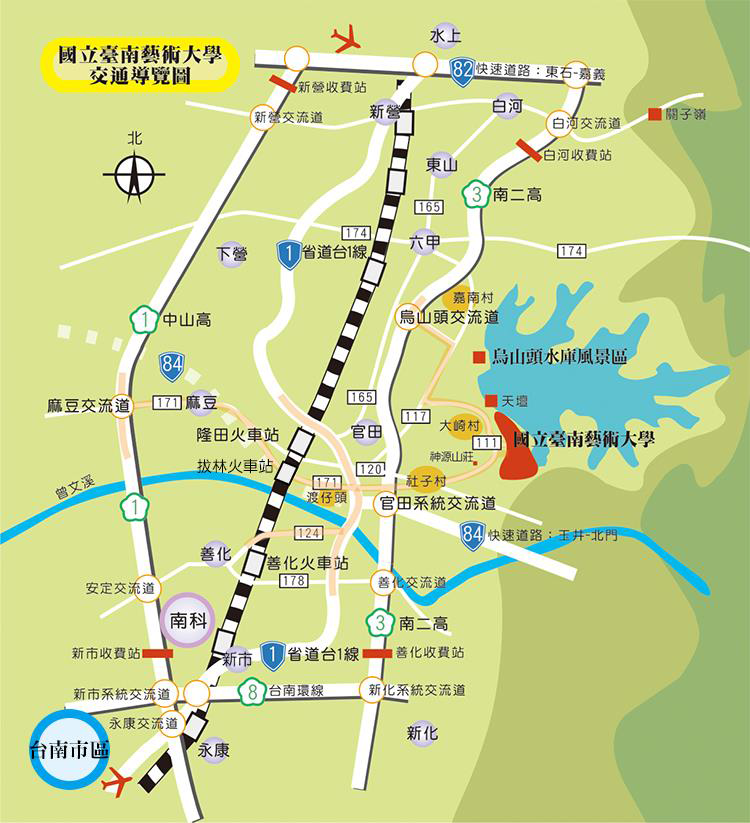 國立臺南藝術大學
交通導覽圖
水上
82
快速道路：東石-嘉義
新營收費站
新營交流道
新營
白河
白河交流道
關子嶺
白河收費站
北
東山
3
南二高
165
174
六甲
174
下營
1
省道台1線
嘉南村
烏山頭交流道
1
中山高
84
烏山頭水庫風景區
天壇
麻豆交流道
171
麻豆
165
117
官田
大崎村
111
國立臺南藝術大學
隆田火車站
拔林火車站
神源山莊
120
171
社子村
渡仔頭
官田系統交流道
曾文溪
1
84
快速道路：玉井-北門
124
善化
善化火車站
178
安定交流道
善化交流道
南科
3
南二高
新市收費站
新市
1
省道台1線
善化收費站
新市系統交流道
8
台南環線
新化系統交流道
永康交流道
台南市區
永康
新化